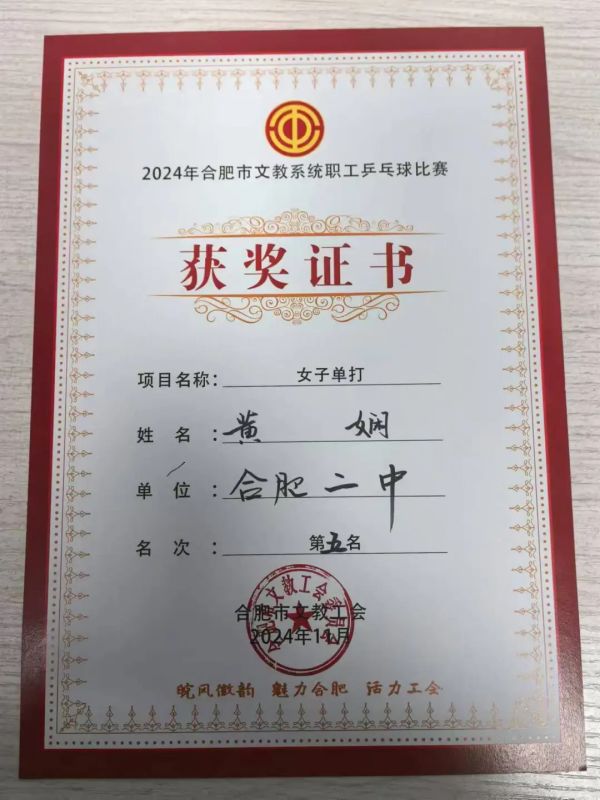 2024年合肥市文教系统职工乒乓球比赛
获奖证书
项目名称: 女子单打
姓 名: 黄 娴
单 位: 合肥二中
名 次: 第五名
合肥市文教工会
2024年11月
皖风徽韵 魅力合肥 活力工会